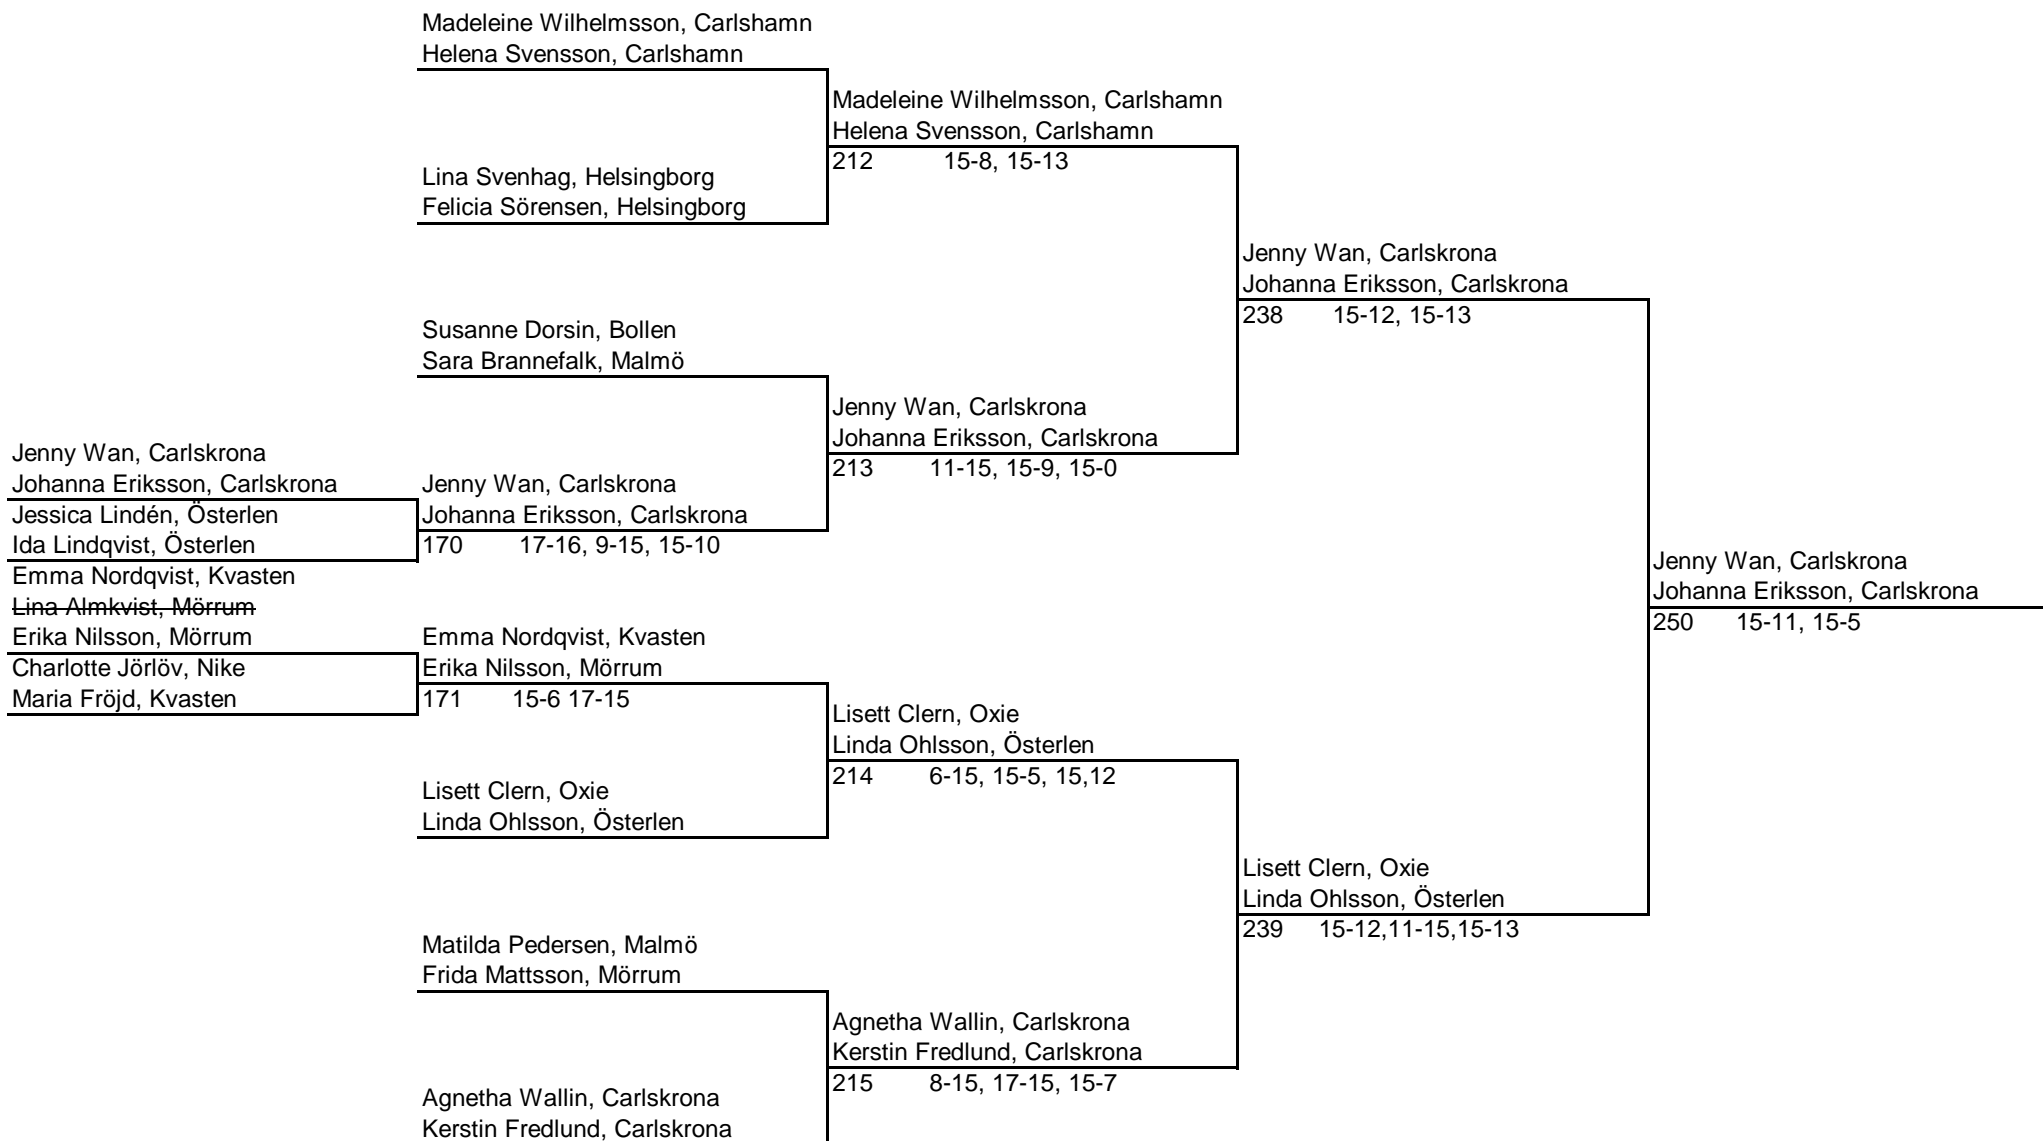 Madeleine Wilhelmsson, Carlshamn
Helena Svensson, Carlshamn
Madeleine Wilhelmsson, Carlshamn
Helena Svensson, Carlshamn
212 15-8, 15-13
Lina Svenhag, Helsingborg
Felicia Sörensen, Helsingborg
Jenny Wan, Carlskrona
Johanna Eriksson, Carlskrona
238 15-12, 15-13
Susanne Dorsin, Bollen
Sara Brannefalk, Malmö
Jenny Wan, Carlskrona
Johanna Eriksson, Carlskrona
213 11-15, 15-9, 15-0
Jenny Wan, Carlskrona
Johanna Eriksson, Carlskrona
Jessica Lindén, Österlen
Ida Lindqvist, Österlen
Jenny Wan, Carlskrona
Johanna Eriksson, Carlskrona
170 17-16, 9-15, 15-10
Emma Nordqvist, Kvasten
Lina Almkvist, Mörrum
Erika Nilsson, Mörrum
Charlotte Jörlöv, Nike
Maria Fröjd, Kvasten
Emma Nordqvist, Kvasten
Erika Nilsson, Mörrum
171 15-6 17-15
Jenny Wan, Carlskrona
Johanna Eriksson, Carlskrona
250 15-11, 15-5
Lisett Clern, Oxie
Linda Ohlsson, Österlen
214 6-15, 15-5, 15,12
Lisett Clern, Oxie
Linda Ohlsson, Österlen
Lisett Clern, Oxie
Linda Ohlsson, Österlen
239 15-12,11-15,15-13
Matilda Pedersen, Malmö
Frida Mattsson, Mörrum
Agnetha Wallin, Carlskrona
Kerstin Fredlund, Carlskrona
215 8-15, 17-15, 15-7
Agnetha Wallin, Carlskrona
Kerstin Fredlund, Carlskrona